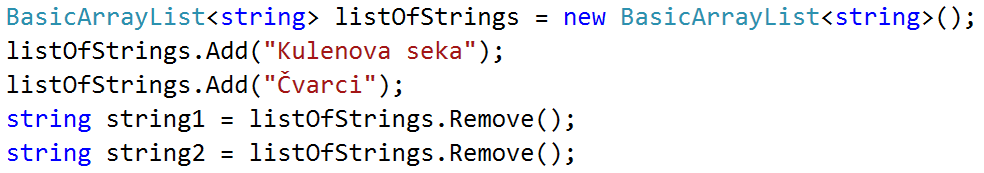 BasicArrayList<string> listOfStrings = new BasicArrayList<string>();
listOfStrings.Add("Kulenova seka");
listOfStrings.Add("Čvarci");
string string1 = listOfStrings.Remove();
string string2 = listOfStrings.Remove();